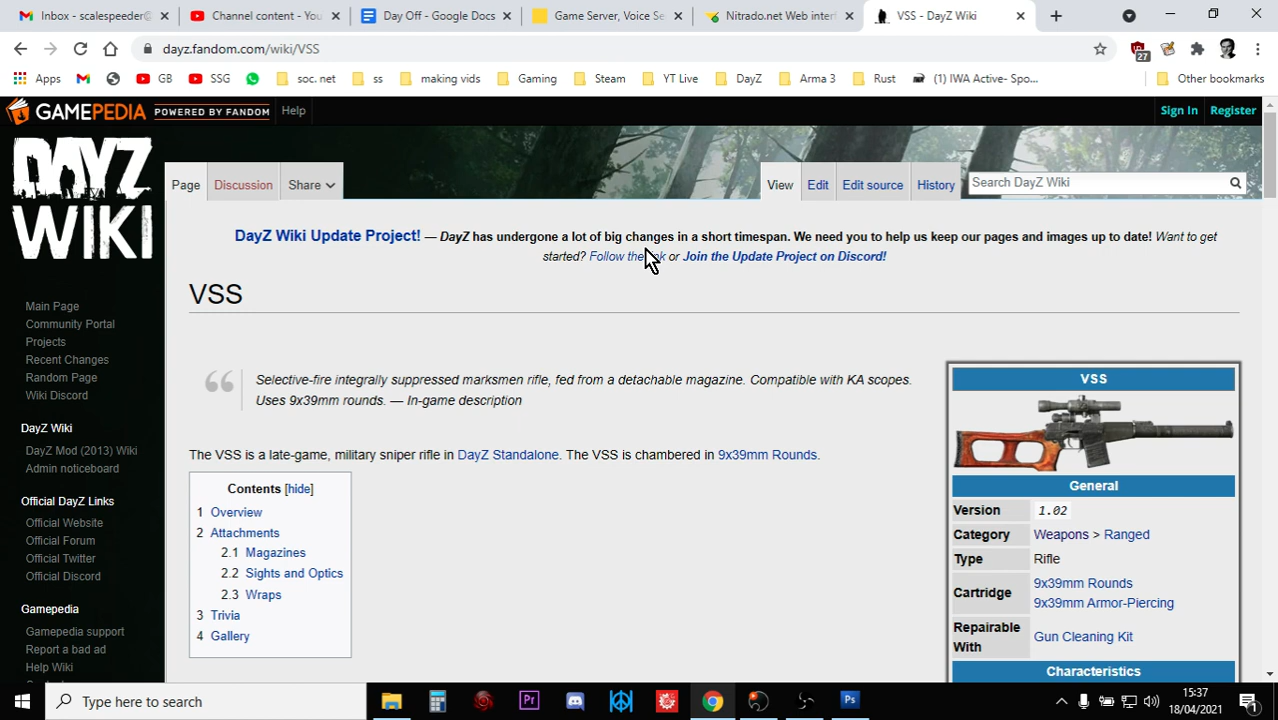 Inbox - scalespeeder@
Channel content - You
Day Off - Google Docs
Game Server, Voice Se
Nitrado.net Web inter
VSS - DayZ Wiki
dayz.fandom.com/wiki/VSS
27
Apps
GB
SSG
soc. net
ss
making vids
Gaming
Steam
YT Live
DayZ
Arma 3
Rust
(1) IWA Active- Spo...
Other bookmarks
GAMEPEDIA POWERED BY FANDOM
Help
Sign In
Register
DAYZ
WIKI
Page
Discussion
Share
View
Edit
Edit source
History
Search DayZ Wiki
DayZ Wiki Update Project! — DayZ has undergone a lot of big changes in a short timespan. We need you to help us keep our pages and images up to date! Want to get
started? Follow the or Join the Update Project on Discord!
VSS
Main Page
Community Portal
Projects
Recent Changes
Random Page
Wiki Discord
DayZ Wiki
DayZ Mod (2013) Wiki
Admin noticeboard
Official DayZ Links
Official Website
Official Forum
Official Twitter
Official Discord
Gamepedia
Gamepedia support
Report a bad ad
Help Wiki
Selective-fire integrally suppressed marksmen rifle, fed from a detachable magazine. Compatible with KA scopes.
Uses 9x39mm rounds. — In-game description
The VSS is a late-game, military sniper rifle in DayZ Standalone. The VSS is chambered in 9x39mm Rounds.
Contents [hide]
1 Overview
2 Attachments
2.1 Magazines
2.2 Sights and Optics
2.3 Wraps
3 Trivia
4 Gallery
VSS
General
Version 1.02
Category Weapons > Ranged
Type Rifle
Cartridge 9x39mm Rounds
9x39mm Armor-Piercing
Repairable With Gun Cleaning Kit
Characteristics
Type here to search
Pr
Ps
15:37
18/04/2021
1